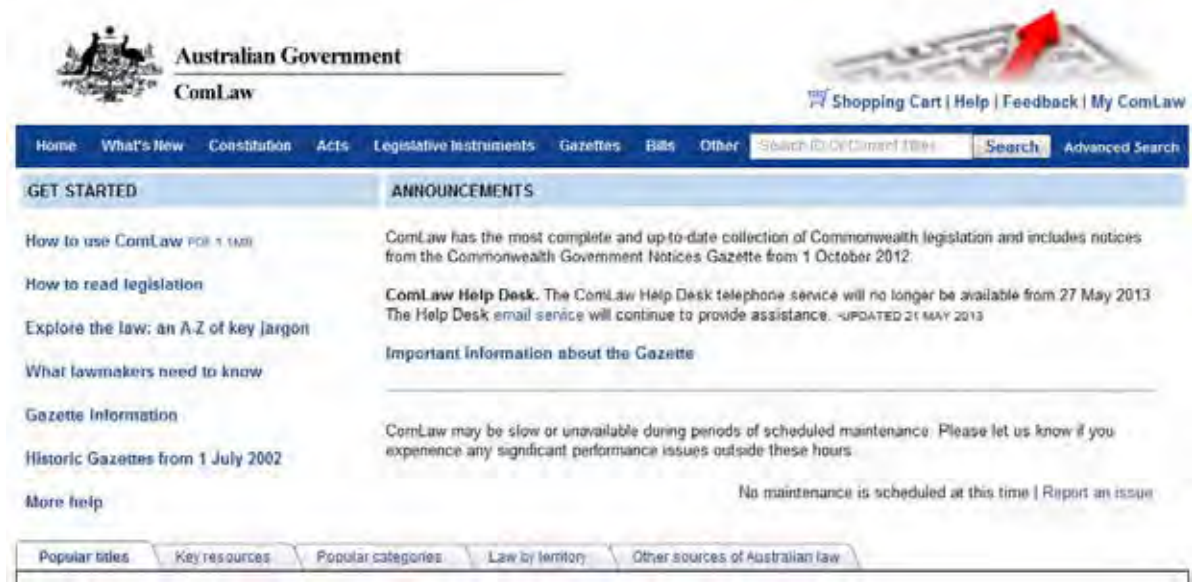 Australian Government
ComLaw
Shopping Cart | Help | Feedback | My ComLaw
Home What's New Constitution Acts Legislative Instruments Gazettes Bills Other Search ID Or Current Titles Search Advanced Search
GET STARTED
How to use ComLaw PDF 1.1MB
How to read legislation
Explore the law: an A-Z of key jargon
What lawmakers need to know
Gazette Information
Historic Gazettes from 1 July 2002
More help
ANNOUNCEMENTS
ComLaw has the most complete and up-to-date collection of Commonwealth legislation and includes notices
from the Commonwealth Government Notices Gazette from 1 October 2012.
ComLaw Help Desk. The ComLaw Help Desk telephone service will no longer be available from 27 May 2013
The Help Desk email service will continue to provide assistance. -UPDATED 21 MAY 2013
Important Information about the Gazette
ComLaw may be slow or unavailable during periods of scheduled maintenance. Please let us know if you
experience any significant performance issues outside these hours
No maintenance is scheduled at this time | Report an issue
Popular titles Key resources Popular categories Law by territory Other sources of Australian law